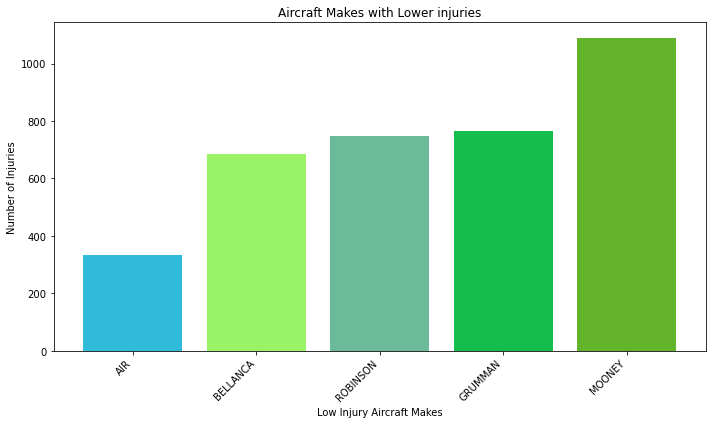 Aircraft Makes with Lower injuries
Number of Injuries
1000
800
600
400
200
0
AIR
BELLANCA
ROBINSON
GRUMMAN
MOONEY
Low Injury Aircraft Makes